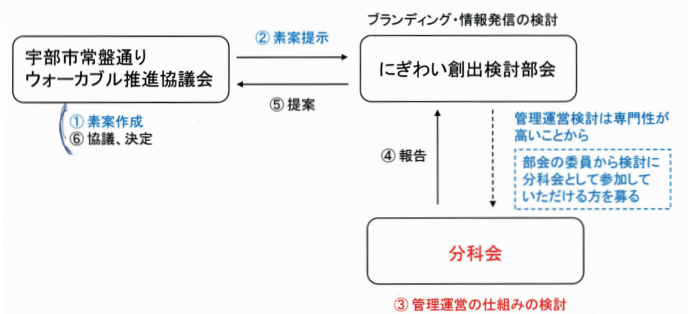 ブランディング・情報発信の検討
宇部市常盤通り
ウォーカブル推進協議会
② 素案提示
にぎわい創出検討部会
⑤ 提案
① 素案作成
⑥ 協議、決定
管理運営検討は専門性が
高いことから
④ 報告
部会の委員から検討に
分科会として参加して
いただける方を募る
分科会
③ 管理運営の仕組みの検討